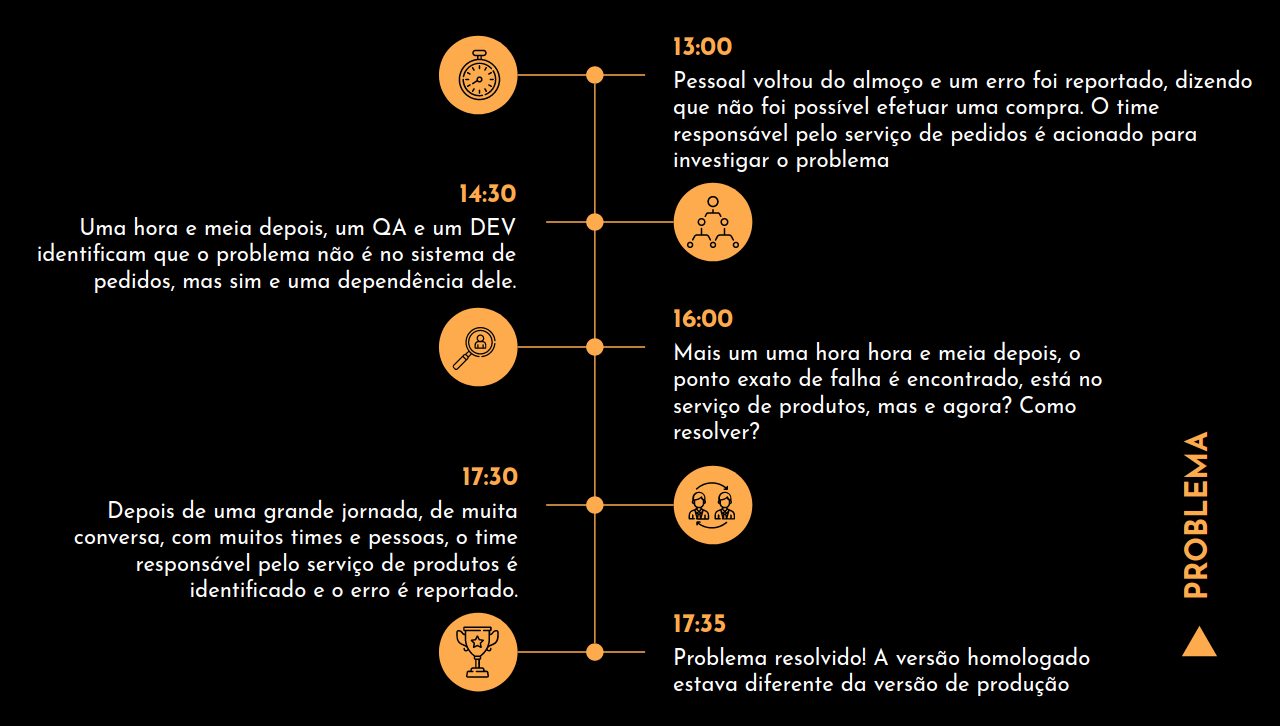 13:00
Pessoal voltou do almoço e um erro foi reportado, dizendo
que não foi possível efetuar uma compra. O time
responsável pelo serviço de pedidos é acionado para
investigar o problema
14:30
Uma hora e meia depois, um QA e um DEV
identificam que o problema não é no sistema de
pedidos, mas sim e uma dependência dele.
16:00
Mais um uma hora hora e meia depois, o
ponto exato de falha é encontrado, está no
serviço de produtos, mas e agora? Como
resolver?
17:30
Depois de uma grande jornada, de muita
conversa, com muitos times e pessoas, o time
responsável pelo serviço de produtos é
identificado e o erro é reportado.
17:35
Problema resolvido! A versão homologado
estava diferente da versão de produção
PROBLEMA